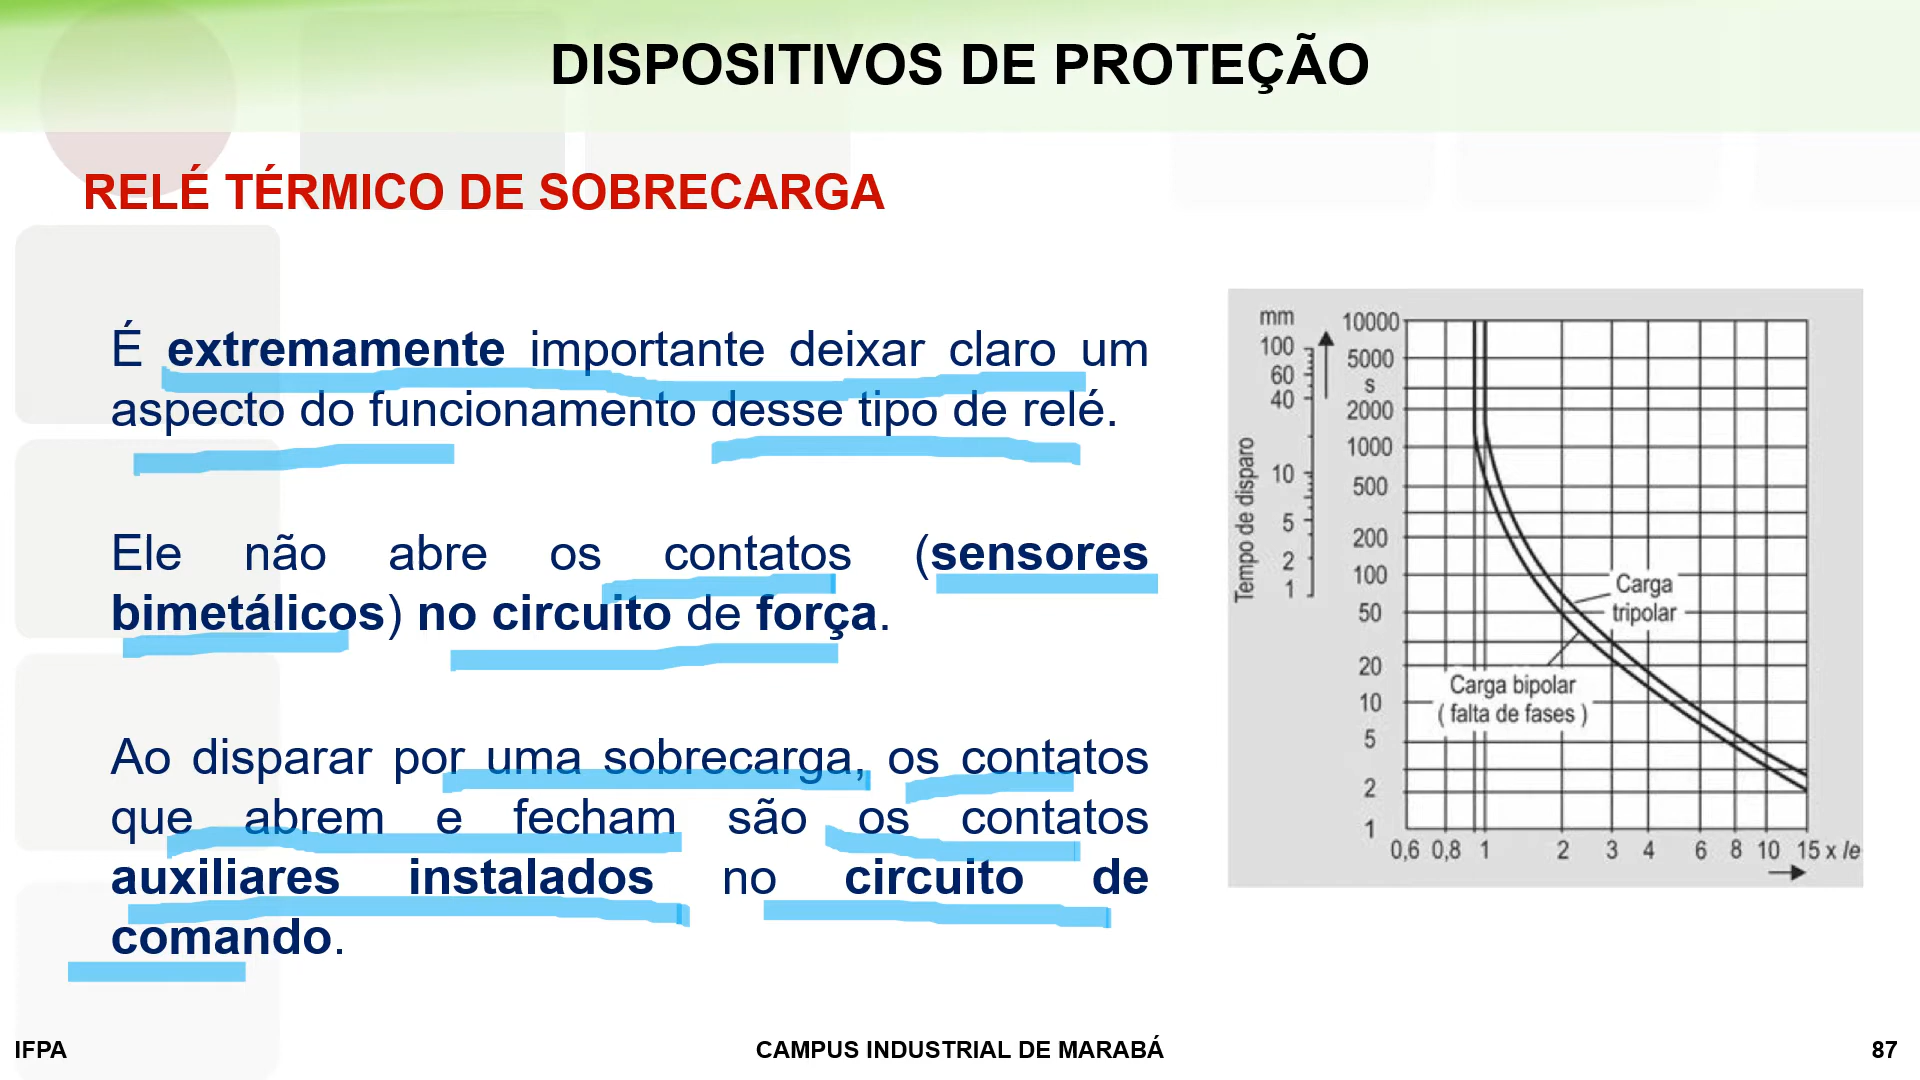 DISPOSITIVOS DE PROTEÇÃO
RELÉ TÉRMICO DE SOBRECARGA
É extremamente importante deixar claro um
aspecto do funcionamento desse tipo de relé.
Ele não abre os contatos (sensores
bimetálicos) no circuito de força.
Ao disparar por uma sobrecarga, os contatos
que abrem e fecham são os contatos
auxiliares instalados no circuito de
comando.
Tempo de disparo
mm
100
60
40
10
5
2
1
10000
5000
s
2000
1000
500
200
100
50
20
10
5
2
1
Carga
tripolar
Carga bipolar
( falta de fases )
0,6 0,8 1 2 3 4 6 8 10 15 x Ie
IFPA
CAMPUS INDUSTRIAL DE MARABÁ
87